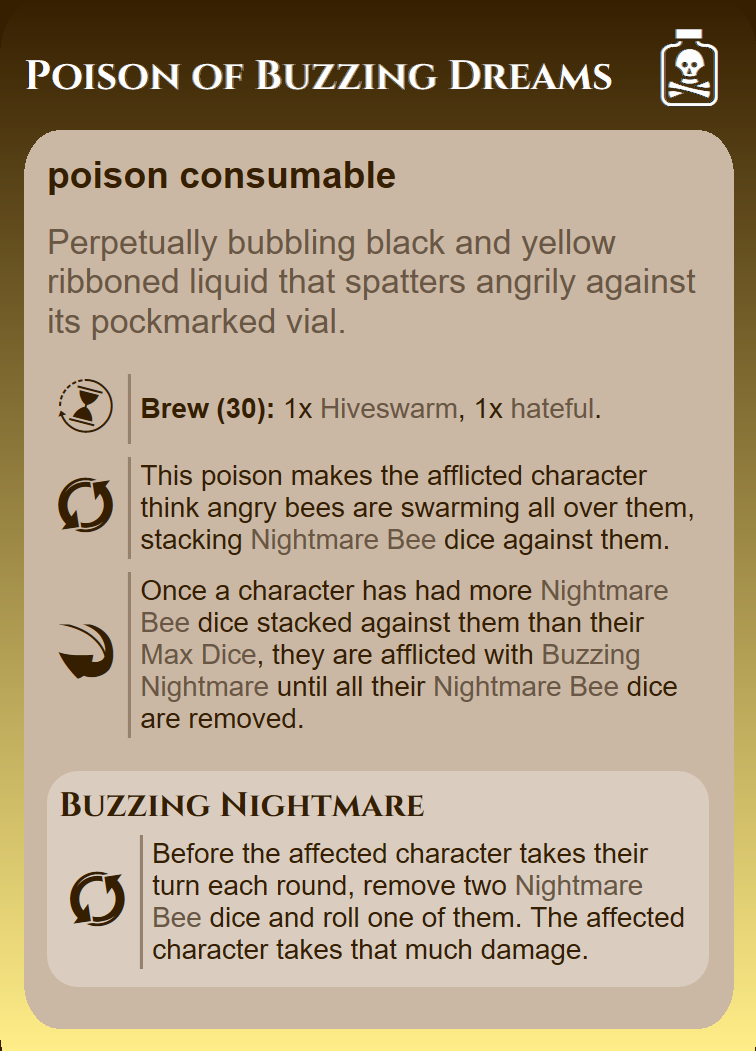 Poison of Buzzing Dreams
poison consumable
Perpetually bubbling black and yellow
ribboned liquid that spatters angrily against
its pockmarked vial.
Brew (30): 1x Hiveswarm, 1x hateful.
This poison makes the afflicted character
think angry bees are swarming all over them,
stacking Nightmare Bee dice against them.
Once a character has had more Nightmare
Bee dice stacked against them than their
Max Dice, they are afflicted with Buzzing
Nightmare until all their Nightmare Bee dice
are removed.
Buzzing Nightmare
Before the affected character takes their
turn each round, remove two Nightmare
Bee dice and roll one of them. The affected
character takes that much damage.